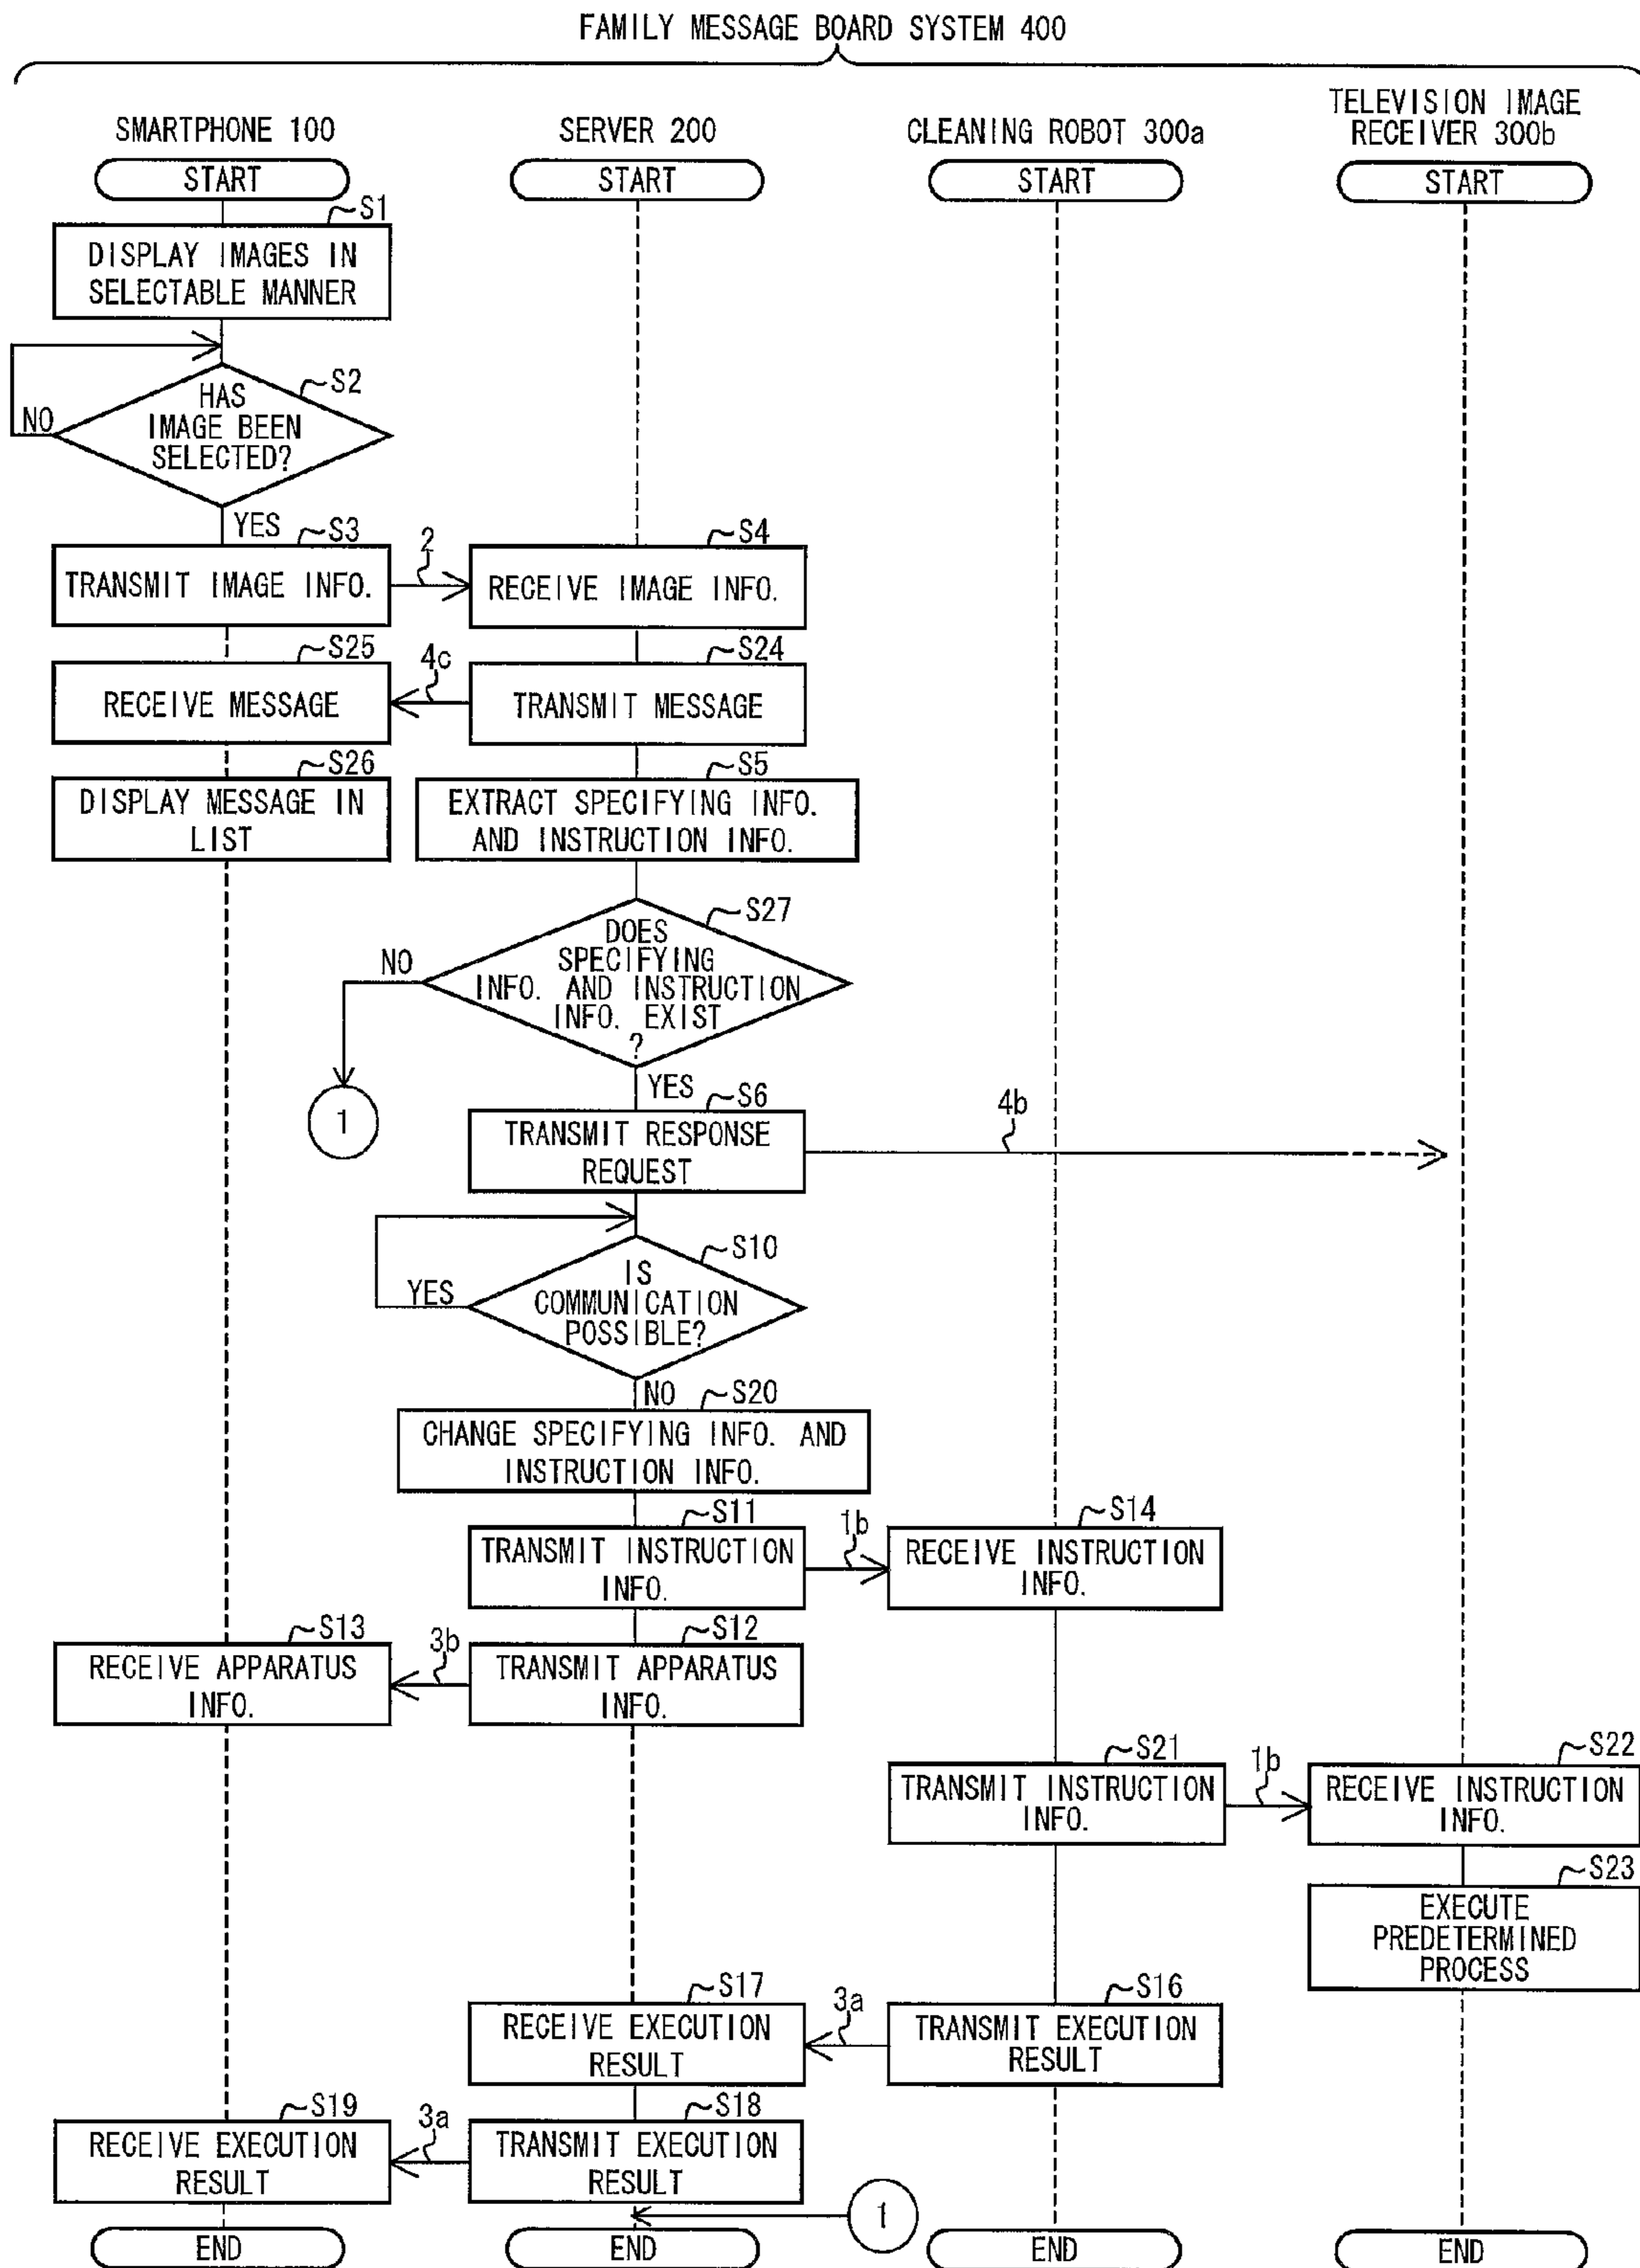 FAMILY MESSAGE BOARD SYSTEM 400
SMARTPHONE 100
SERVER 200
CLEANING ROBOT 300a
TELEVISION IMAGE
RECEIVER 300b
START
START
START
START
S1
DISPLAY IMAGES IN
SELECTABLE MANNER
S2
HAS
IMAGE BEEN
SELECTED?
NO
YES
S3
TRANSMIT IMAGE INFO.
2
S4
RECEIVE IMAGE INFO.
S25
RECEIVE MESSAGE
4c
S24
TRANSMIT MESSAGE
S26
DISPLAY MESSAGE IN
LIST
S5
EXTRACT SPECIFYING INFO.
AND INSTRUCTION INFO.
S27
DOES
SPECIFYING
INFO. AND INSTRUCTION
INFO. EXIST
?
NO
1
YES
S6
TRANSMIT RESPONSE
REQUEST
4b
S10
IS
COMMUNICATION
POSSIBLE?
YES
NO
S20
CHANGE SPECIFYING INFO. AND
INSTRUCTION INFO.
S11
TRANSMIT INSTRUCTION
INFO.
1b
S14
RECEIVE INSTRUCTION
INFO.
S13
RECEIVE APPARATUS
INFO.
3b
S12
TRANSMIT APPARATUS
INFO.
S21
TRANSMIT INSTRUCTION
INFO.
1b
S22
RECEIVE INSTRUCTION
INFO.
S23
EXECUTE
PREDETERMINED
PROCESS
S17
RECEIVE EXECUTION
RESULT
3a
S16
TRANSMIT EXECUTION
RESULT
S19
RECEIVE EXECUTION
RESULT
3a
S18
TRANSMIT EXECUTION
RESULT
1
END
END
END
END